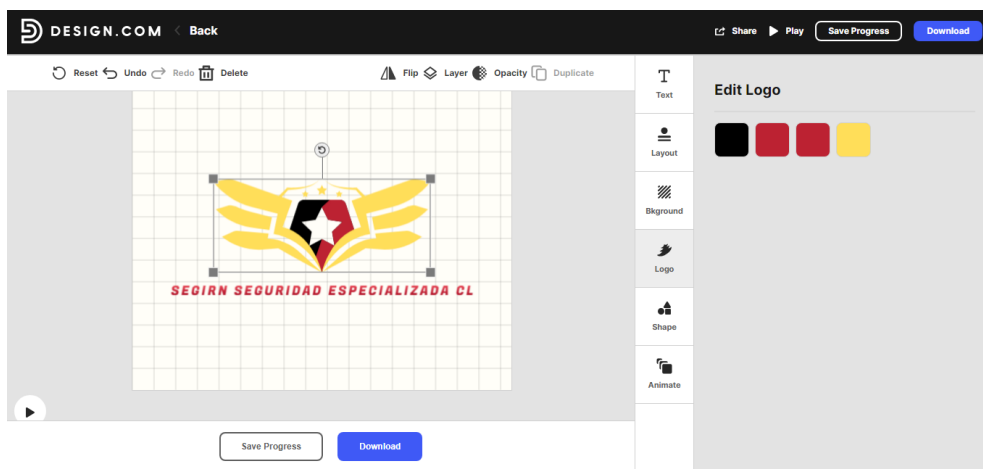 DESIGN.COM Back Share Play Save Progress Download
Reset Undo Redo Delete Flip Layer Opacity Duplicate
Text
Edit Logo
Layout
Bkground
Logo
SEGIRN SEGURIDAD ESPECIALIZADA CL
Shape
Animate
Save Progress Download